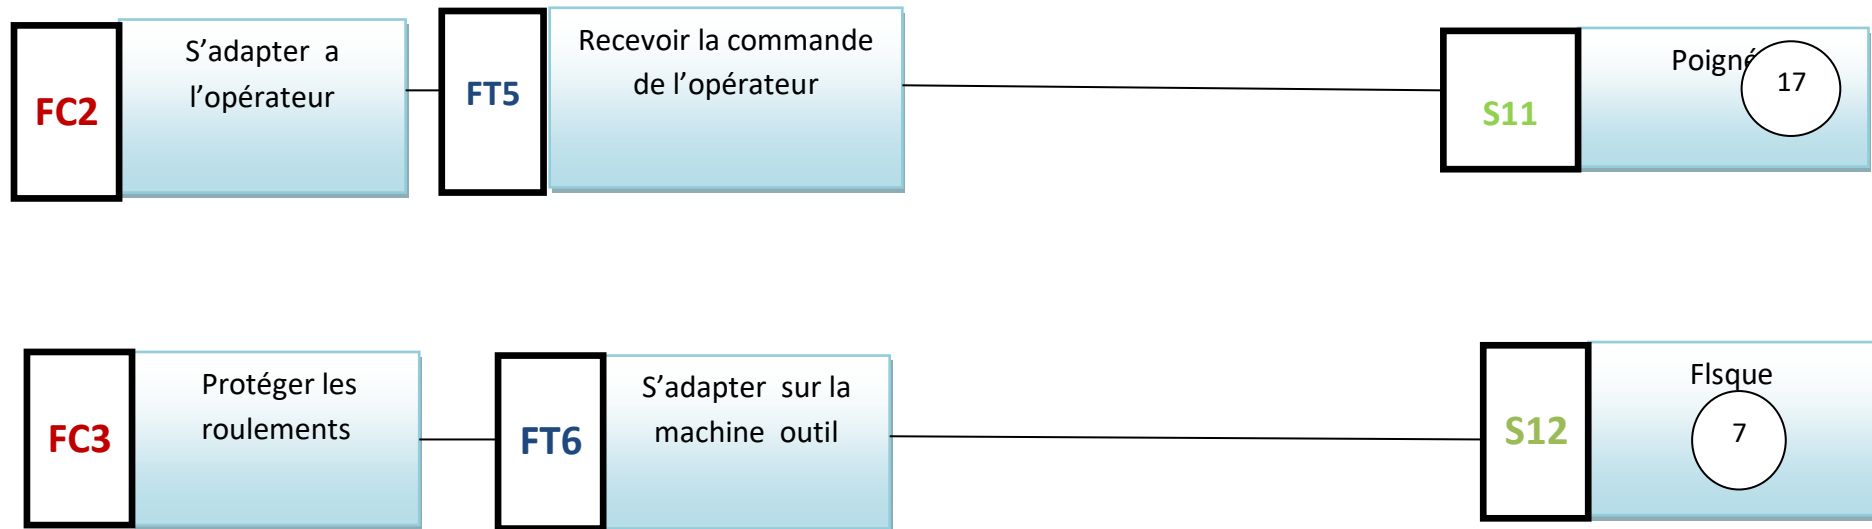 FC2
S’adapter a
l’opérateur
FT5
Recevoir la commande
de l’opérateur
S11
Poigné
17
FC3
Protéger les
roulements
FT6
S’adapter sur la
machine outil
S12
Flsque
7